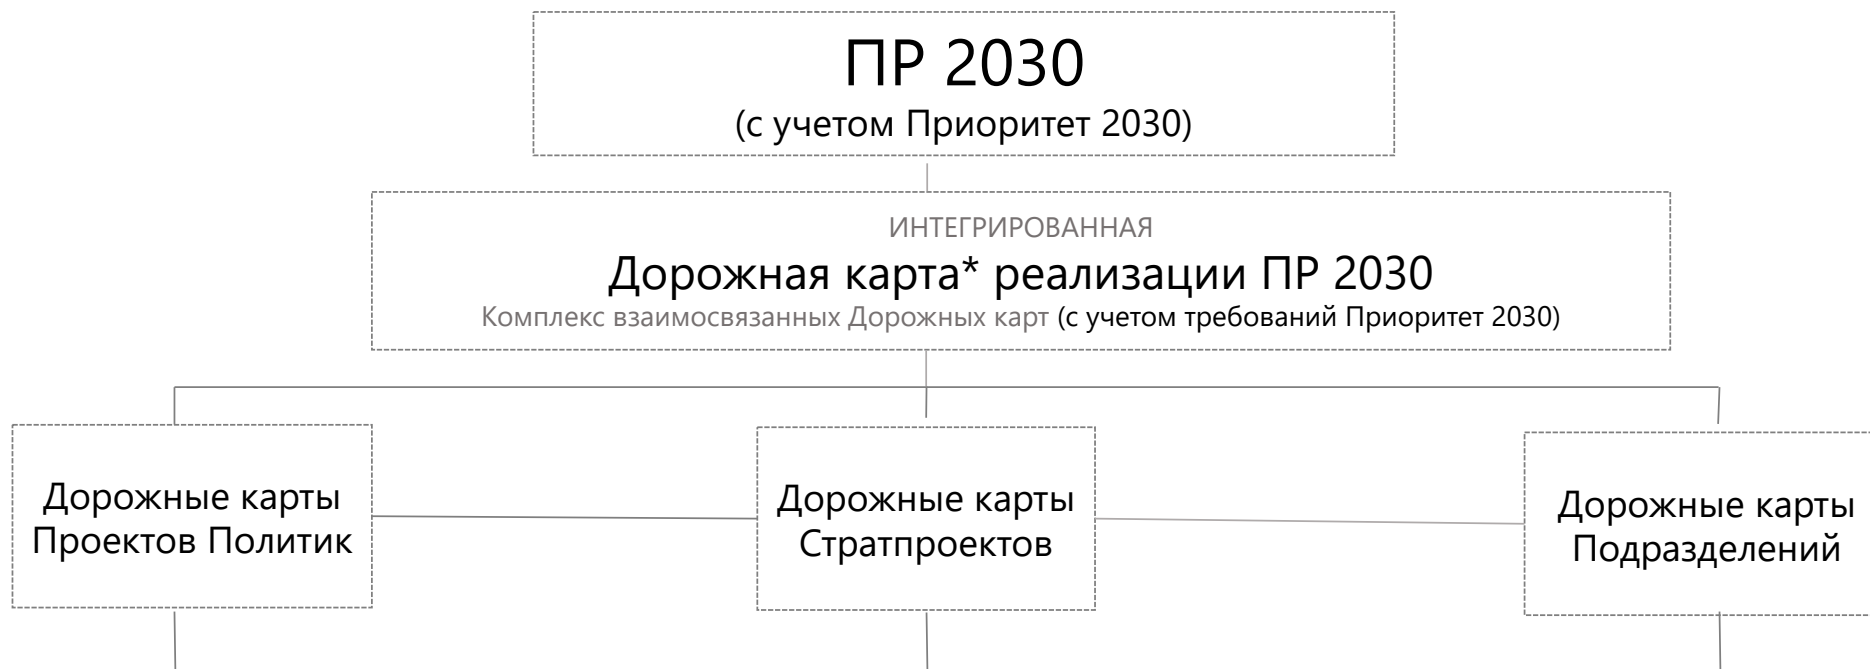 ПР 2030
(с учетом Приоритет 2030)
ИНТЕГРИРОВАННАЯ
Дорожная карта* реализации ПР 2030
Комплекс взаимосвязанных Дорожных карт (с учетом требований Приоритет 2030)
Дорожные карты
Проектов Политик
Дорожные карты
Стратпроектов
Дорожные карты
Подразделений